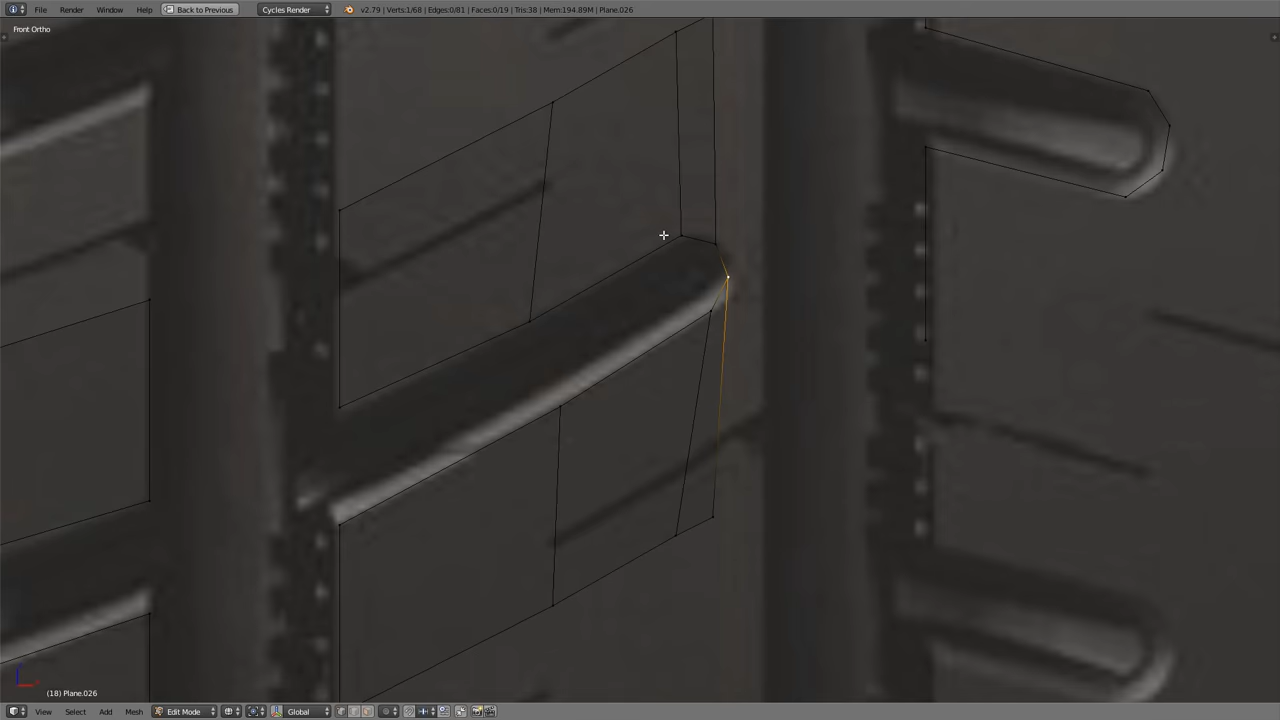 File Render Window Help Back to Previous Cycles Render v2.79 | Verts:1/68 | Edges:0/81 | Faces:0/19 | Tris:38 | Mem:194.89M | Plane.026
Front Ortho
(18) Plane.026
View Select Add Mesh Edit Mode Global